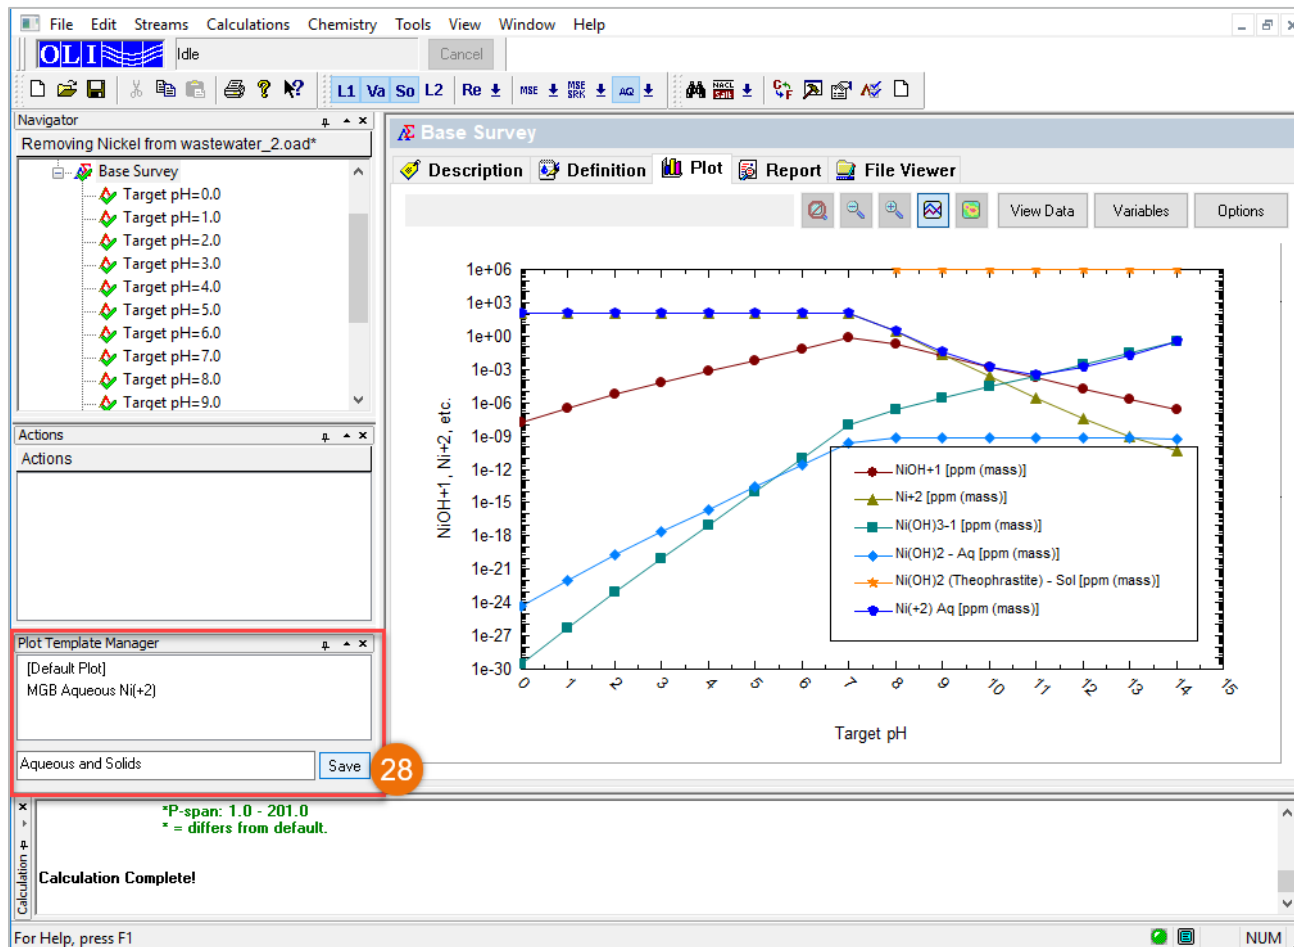 File Edit Streams Calculations Chemistry Tools View Window Help
OLI Idle Cancel
L1 Va So L2 Re MSE MSE SRK AQ NACL Salt C F
Navigator
Removing Nickel from wastewater_2.oad*
Base Survey
Target pH=0.0
Target pH=1.0
Target pH=2.0
Target pH=3.0
Target pH=4.0
Target pH=5.0
Target pH=6.0
Target pH=7.0
Target pH=8.0
Target pH=9.0
Actions
Actions
Plot Template Manager
[Default Plot]
MGB Aqueous Ni(+2)
Aqueous and Solids Save 28
Base Survey
Description Definition Plot Report File Viewer
View Data Variables Options
1e+06
1e+03
1e+00
1e-03
1e-06
1e-09
1e-12
1e-15
1e-18
1e-21
1e-24
1e-27
1e-30
NiOH+1, Ni+2, etc.
NiOH+1 [ppm (mass)]
Ni+2 [ppm (mass)]
Ni(OH)3-1 [ppm (mass)]
Ni(OH)2 - Aq [ppm (mass)]
Ni(OH)2 (Theophrastite) - Sol [ppm (mass)]
Ni(+2) Aq [ppm (mass)]
0 1 2 3 4 5 6 7 8 9 10 11 12 13 14 15
Target pH
Calculation
*P-span: 1.0 - 201.0
* = differs from default.
Calculation Complete!
For Help, press F1 NUM